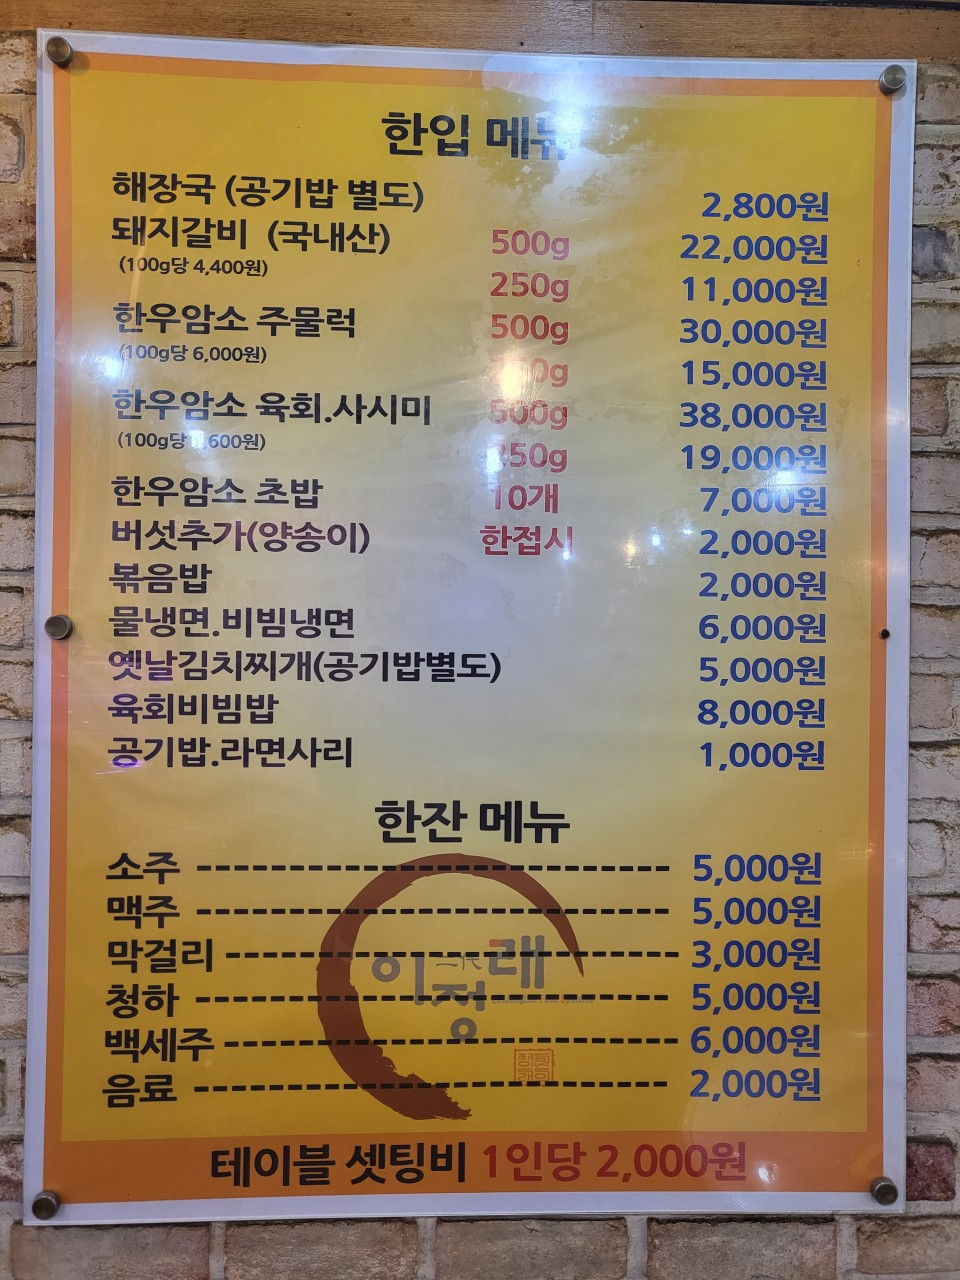 한입 메뉴
해장국 (공기밥 별도) 2,800원
돼지갈비 (국내산) 500g 22,000원
(100g당 4,400원)
250g 11,000원
한우암소 주물럭 500g 30,000원
(100g당 6,000원)
15,000원
한우암소 육회.사시미 500g 38,000원
(100g당
250g 19,000원
한우암소 초밥 10개 7,000원
버섯추가(양송이) 한접시 2,000원
볶음밥 2,000원
물냉면.비빔냉면 6,000원
옛날김치찌개(공기밥별도) 5,000원
육회비빔밥 8,000원
공기밥.라면사리 1,000원
한잔 메뉴
소주 ---------------------------- 5,000원
맥주 ---------------------------- 5,000원
막걸리 --------------------------- 3,000원
청하 ---------------------------- 5,000원
백세주 --------------------------- 6,000원
음료 ---------------------------- 2,000원
이정래
테이블 셋팅비 1인당 2,000원